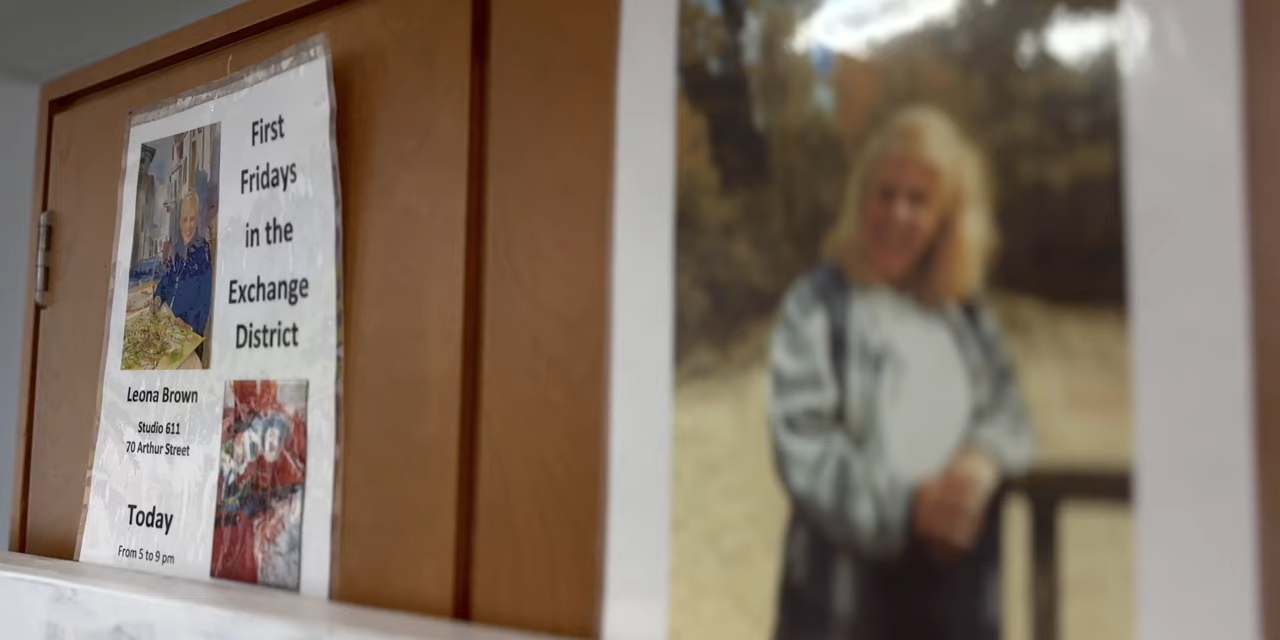 First
Fridays
in the
Exchange
District
Leona Brown
Studio 611
70 Arthur Street
Today
From 5 to 9 pm